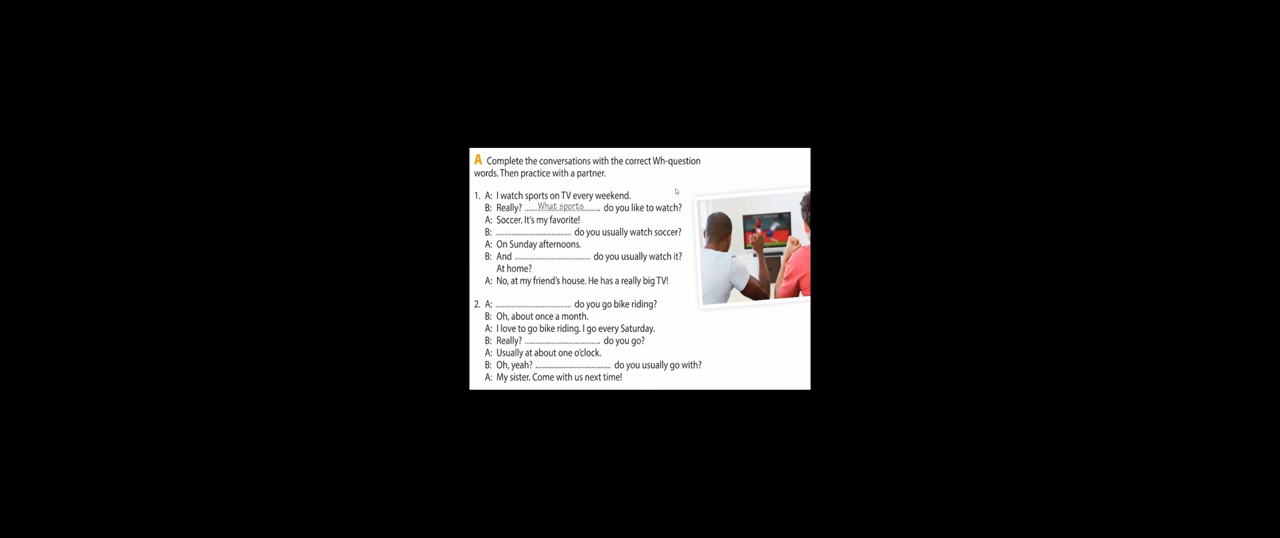 A Complete the conversations with the correct Wh-question
words. Then practice with a partner.
1. A: I watch sports on TV every weekend.
B: Really? ....What sports.... do you like to watch?
A: Soccer. It's my favorite!
B: .............................. do you usually watch soccer?
A: On Sunday afternoons.
B: And .............................. do you usually watch it?
At home?
A: No, at my friend's house. He has a really big TV!
2. A: .............................. do you go bike riding?
B: Oh, about once a month.
A: I love to go bike riding. I go every Saturday.
B: Really? .............................. do you go?
A: Usually at about one o'clock.
B: Oh, yeah? .............................. do you usually go with?
A: My sister. Come with us next time!